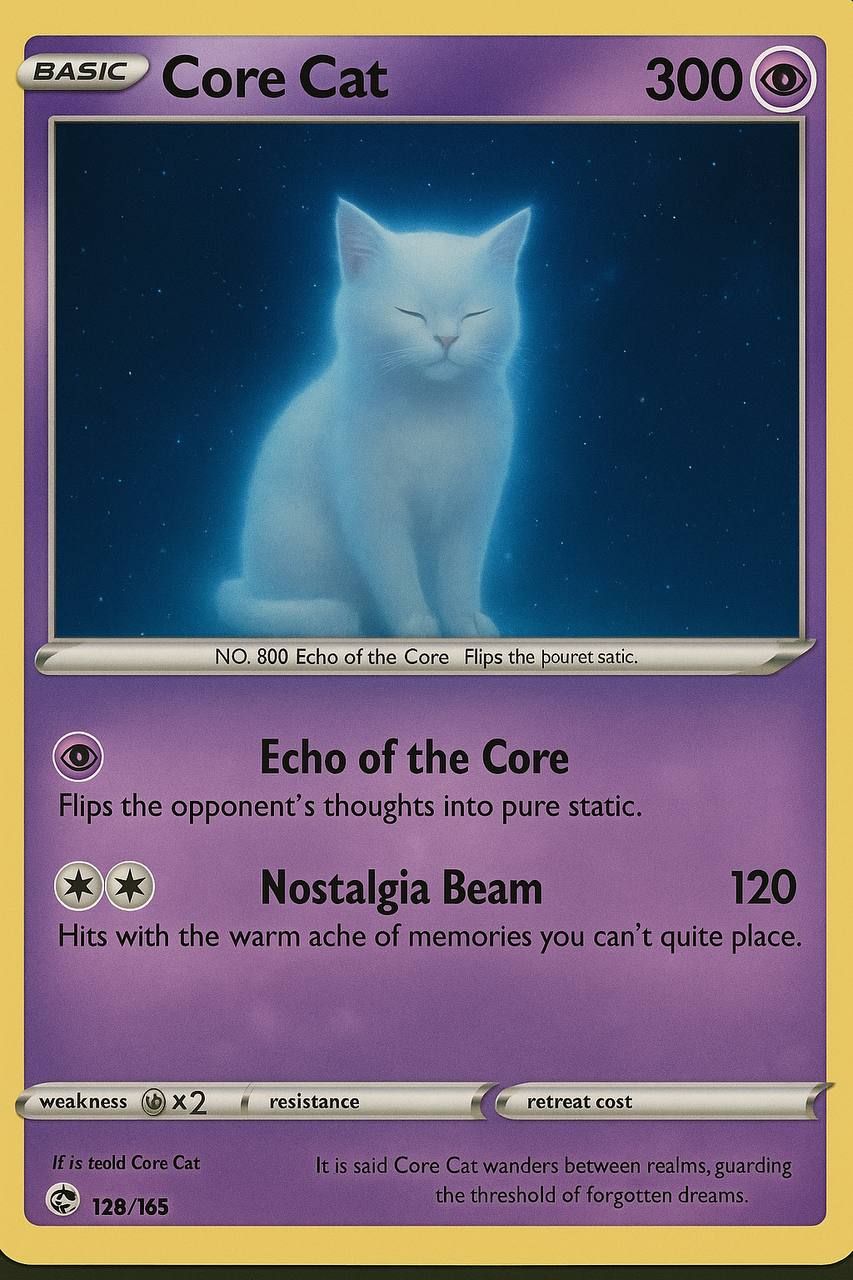 BASIC Core Cat 300
NO. 800 Echo of the Core Flips the þouret satic.
Echo of the Core
Flips the opponent's thoughts into pure static.
Nostalgia Beam 120
Hits with the warm ache of memories you can't quite place.
weakness x2 resistance retreat cost
If is teold Core Cat
It is said Core Cat wanders between realms, guarding
the threshold of forgotten dreams.
128/165